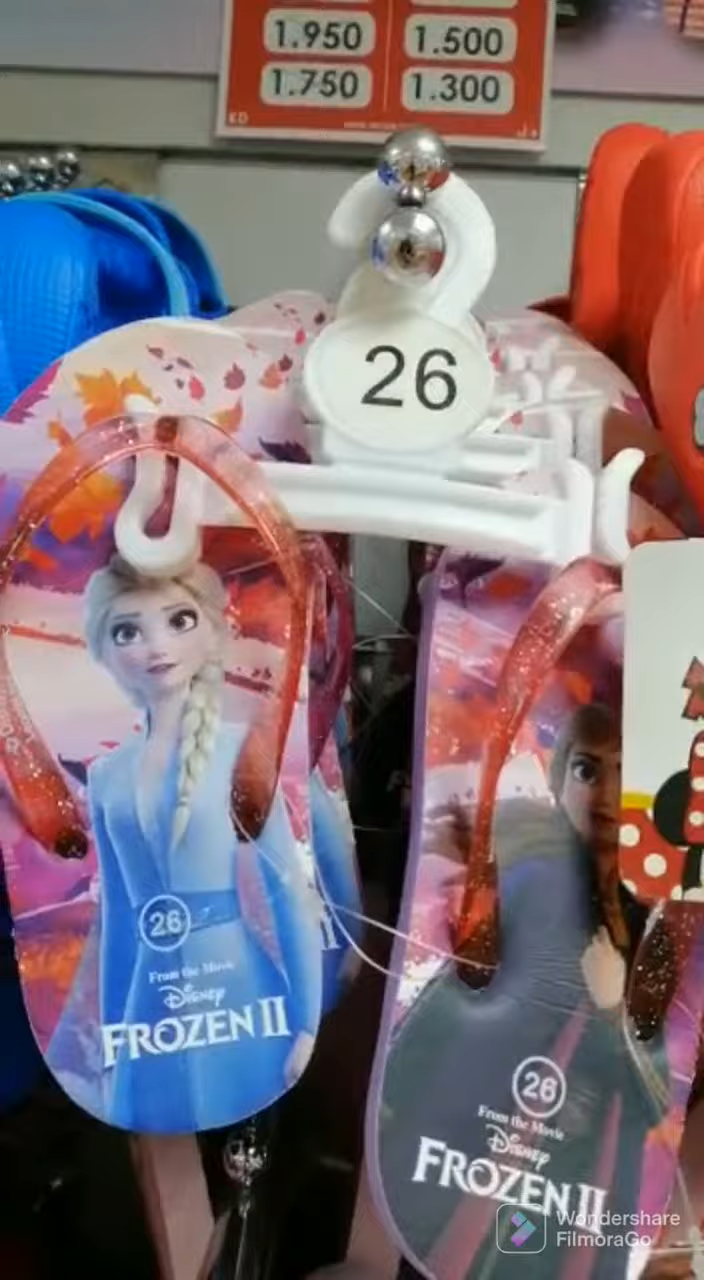 1.950 1.500
1.750 1.300
KD
26
26
From the Movie
Disney
FROZEN II
26
From the Movie
Disney
FROZEN II
Wondershare
FilmoraGo